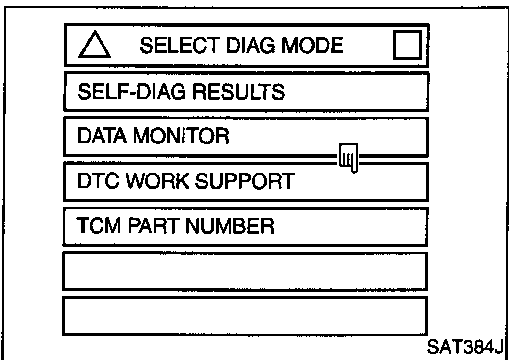 SELECT DIAG MODE
SELF-DIAG RESULTS
DATA MONITOR
DTC WORK SUPPORT
TCM PART NUMBER
SAT384J